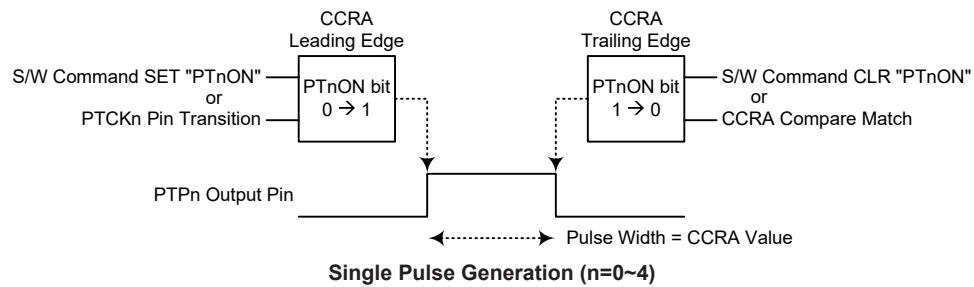 CCRA
Leading Edge
CCRA
Trailing Edge
S/W Command SET "PTnON"
or
PTCKn Pin Transition
PTnON bit
0 → 1
PTnON bit
1 → 0
S/W Command CLR "PTnON"
or
CCRA Compare Match
PTPn Output Pin
Pulse Width = CCRA Value
Single Pulse Generation (n=0~4)